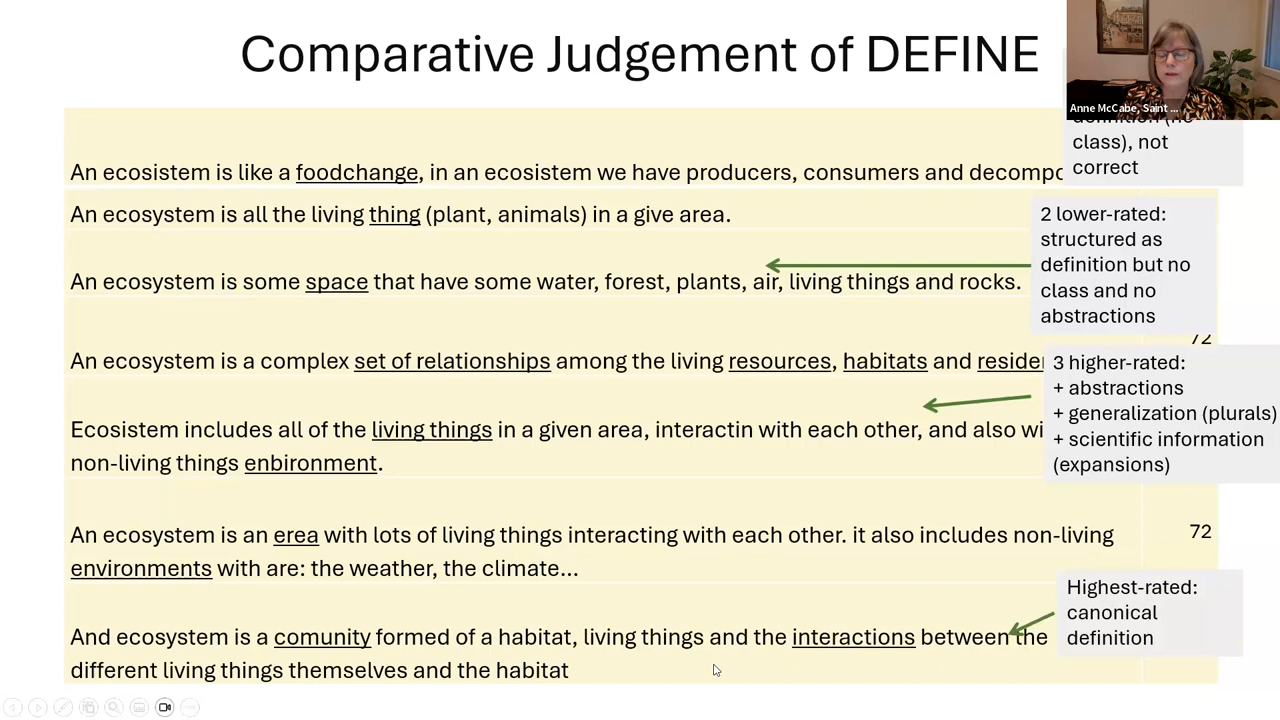 Comparative Judgement of DEFINE
Anne McCabe, Saint ...
class), not
correct
An ecosistem is like a foodchange, in an ecosistem we have producers, consumers and
An ecosystem is all the living thing (plant, animals) in a give area.
2 lower-rated:
structured as
definition but no
class and no
abstractions
An ecosystem is some space that have some water, forest, plants, air, living things and rocks.
72
An ecosystem is a complex set of relationships among the living resources, habitats and
3 higher-rated:
+ abstractions
+ generalization (plurals)
+ scientific information
(expansions)
Ecosistem includes all of the living things in a given area, interactin with each other, and also
non-living things enbironment.
An ecosystem is an erea with lots of living things interacting with each other. it also includes non-living
environments with are: the weather, the climate...
72
Highest-rated:
canonical
definition
And ecosystem is a comunity formed of a habitat, living things and the interactions between the
different living things themselves and the habitat